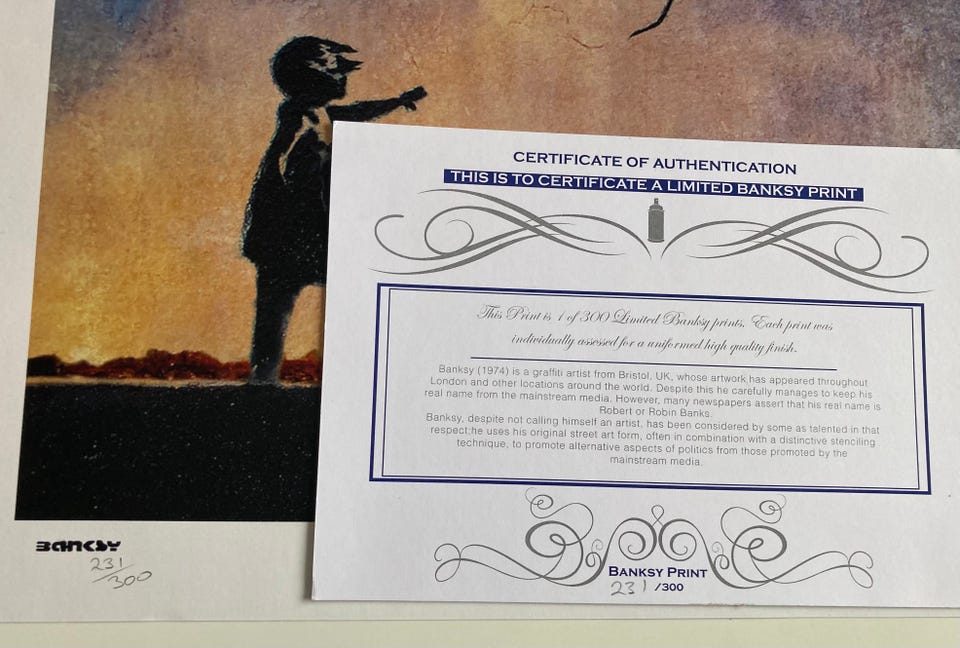 CERTIFICATE OF AUTHENTICATION
THIS IS TO CERTIFICATE A LIMITED BANKSY PRINT
This Print is 1 of 300 Limited Banksy prints. Each print was
individually assessed for a uniformed high quality finish.
Banksy (1974) is a graffiti artist from Bristol, UK, whose artwork has appeared throughout
London and other locations around the world. Despite this he carefully manages to keep his
real name from the mainstream media. However, many newspapers assert that his real name is
Robert or Robin Banks.
Banksy, despite not calling himself an artist, has been considered by some as talented in that
respect:he uses his original street art form, often in combination with a distinctive stenciling
technique, to promote alternative aspects of politics from those promoted by the
mainstream media.
BANKSY PRINT
231 /300
BANKSY
231/300